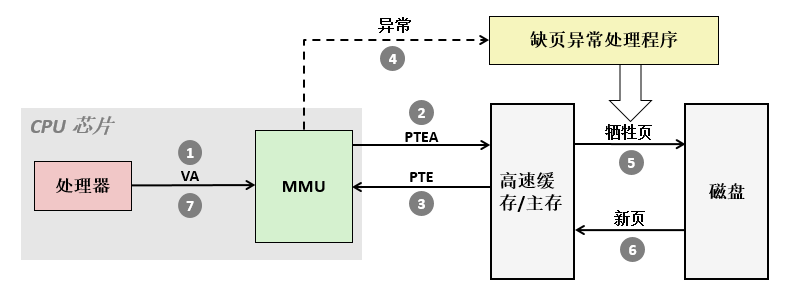 异常
4
缺页异常处理程序
CPU 芯片
2
PTEA
牺牲页
5
1
VA
7
处理器
MMU
PTE
3
高速缓
存/主存
磁盘
新页
6